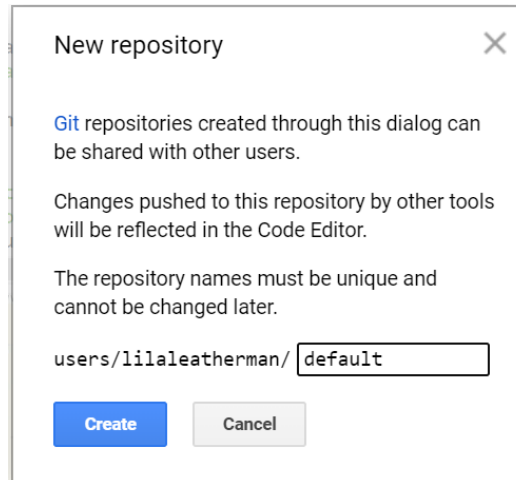 New repository
Git repositories created through this dialog can
be shared with other users.
Changes pushed to this repository by other tools
will be reflected in the Code Editor.
The repository names must be unique and
cannot be changed later.
users/lilaleatherman/ default
Create Cancel